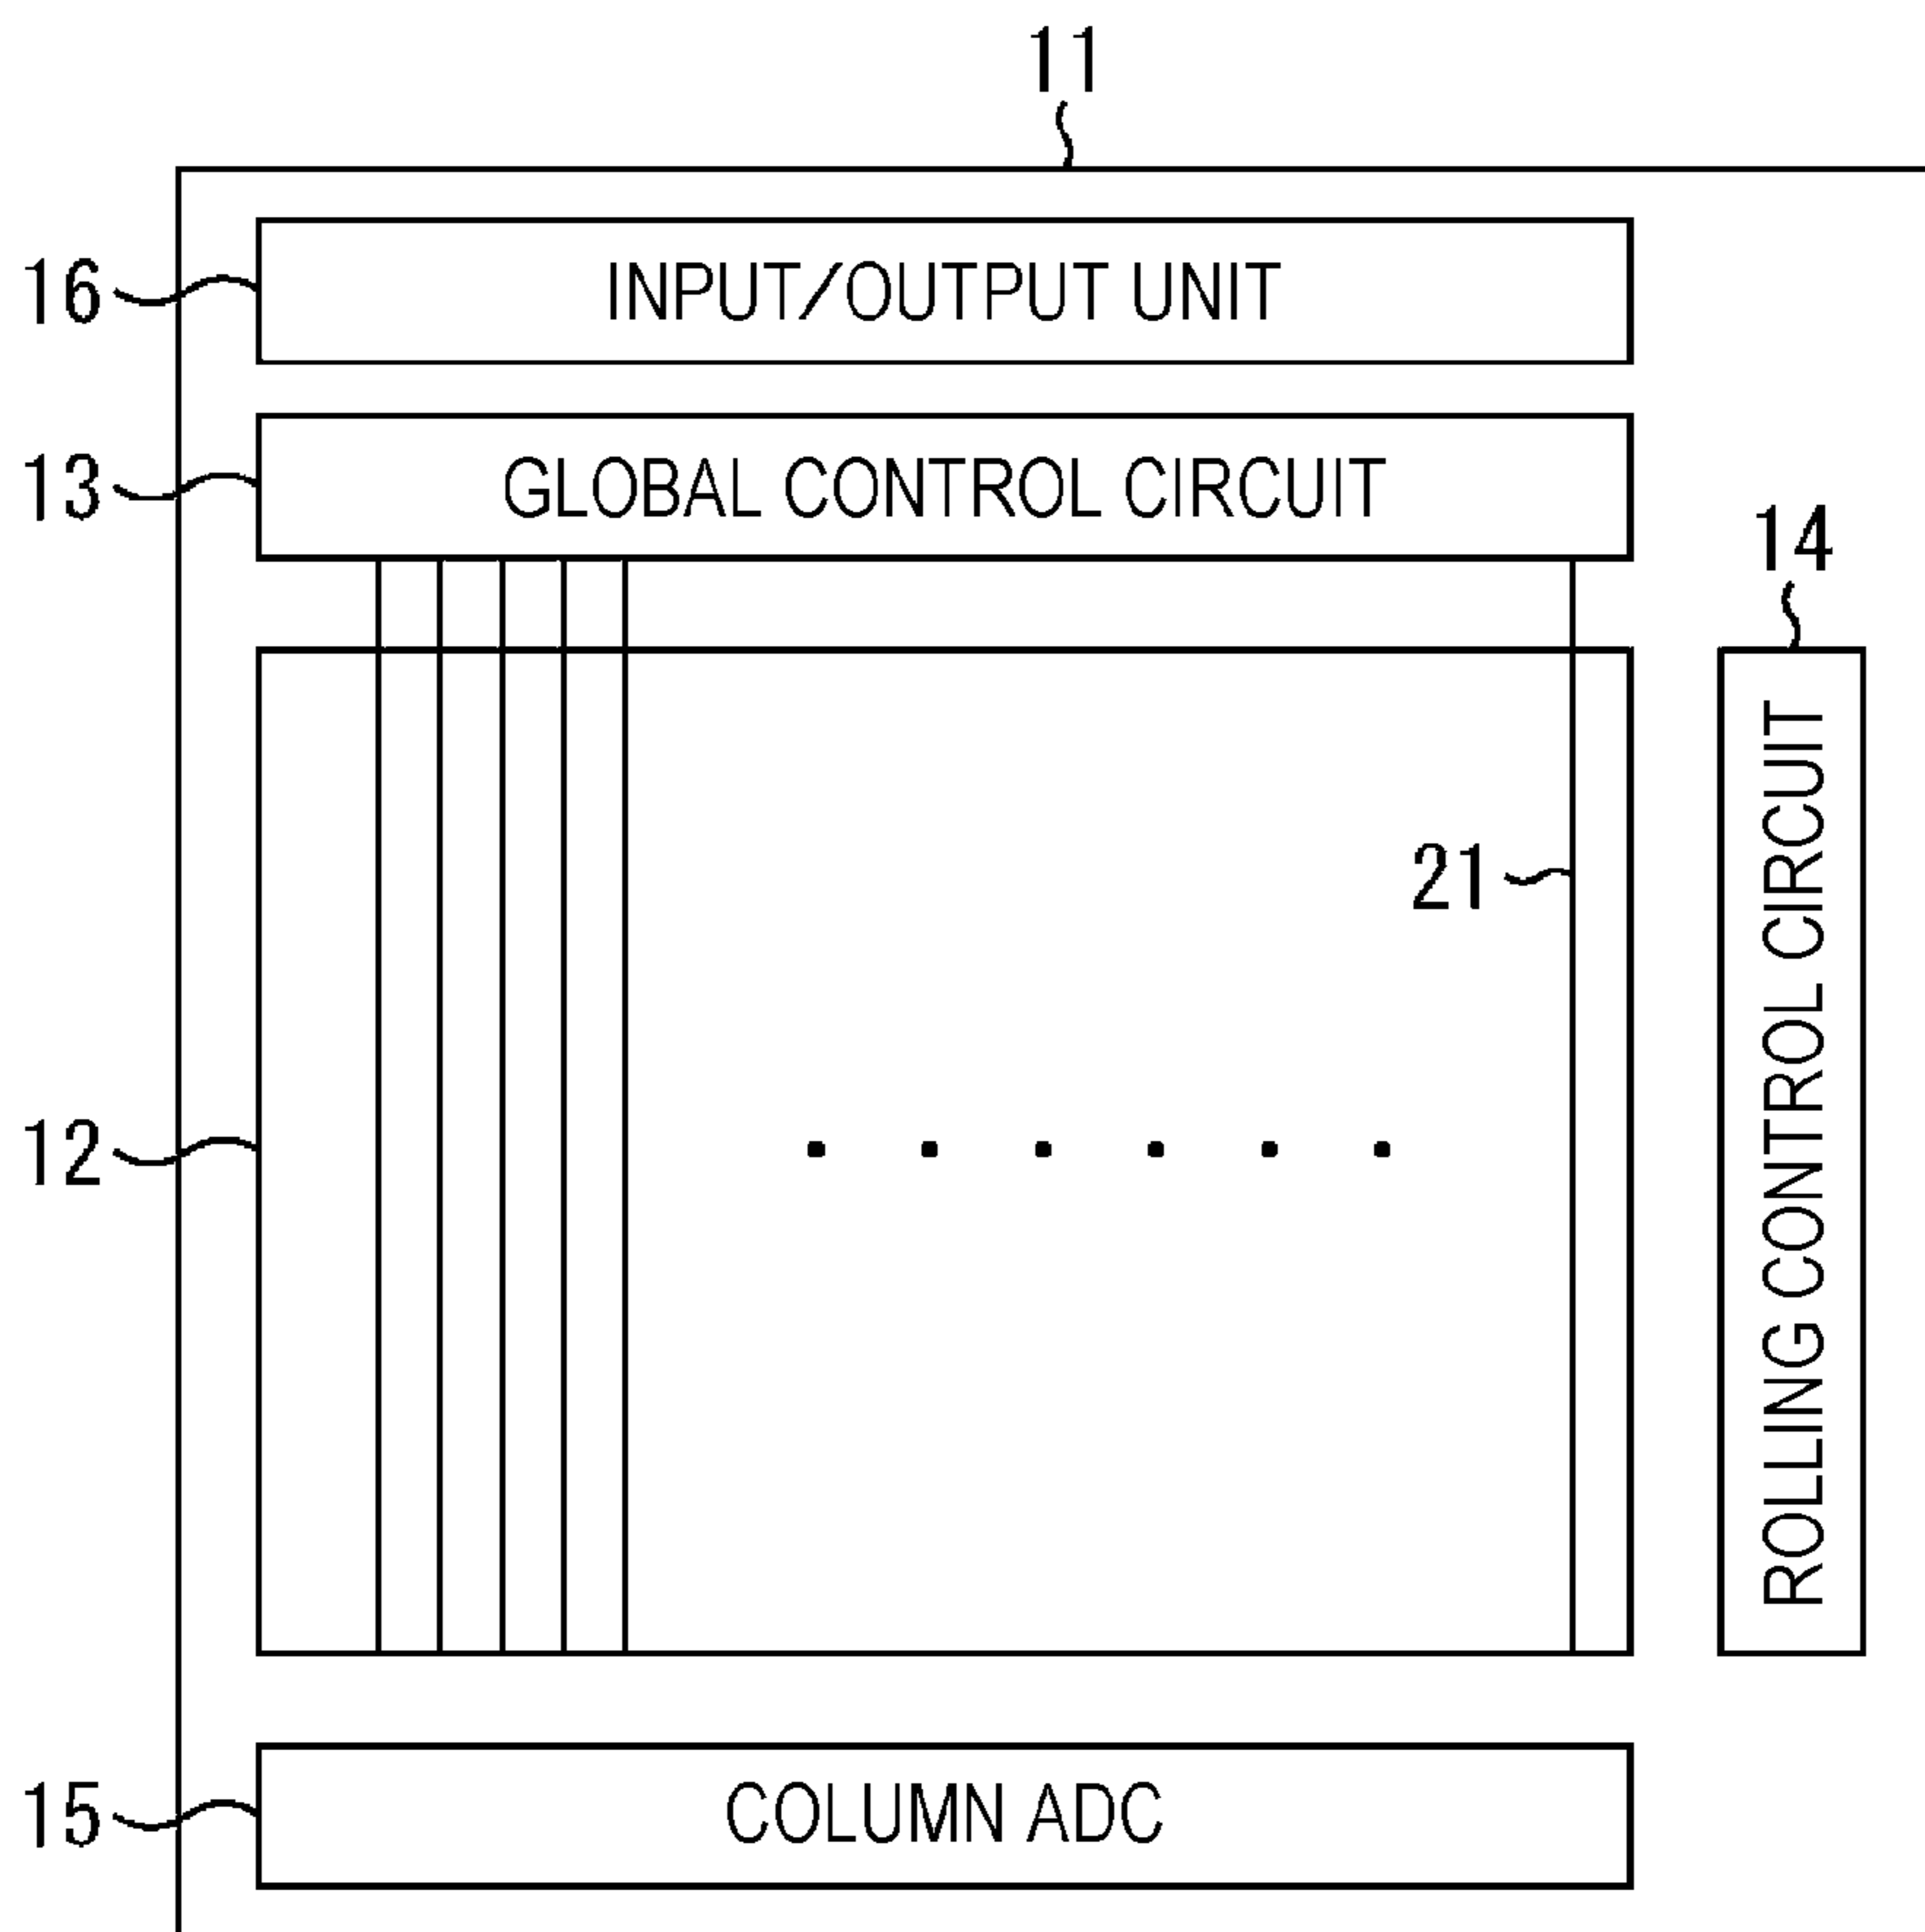 11
16
INPUT/OUTPUT UNIT
13
GLOBAL CONTROL CIRCUIT
14
21
ROLLING CONTROL CIRCUIT
12
15
COLUMN ADC